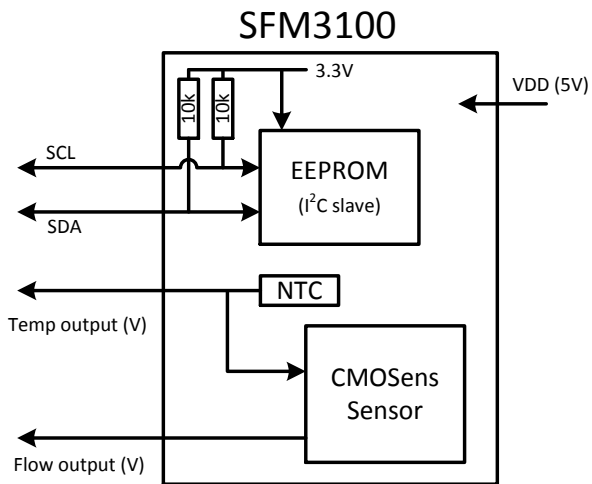 SFM3100
3.3V
VDD (5V)
10k
10k
SCL
EEPROM
(I²C slave)
SDA
NTC
Temp output (V)
CMOSens
Sensor
Flow output (V)